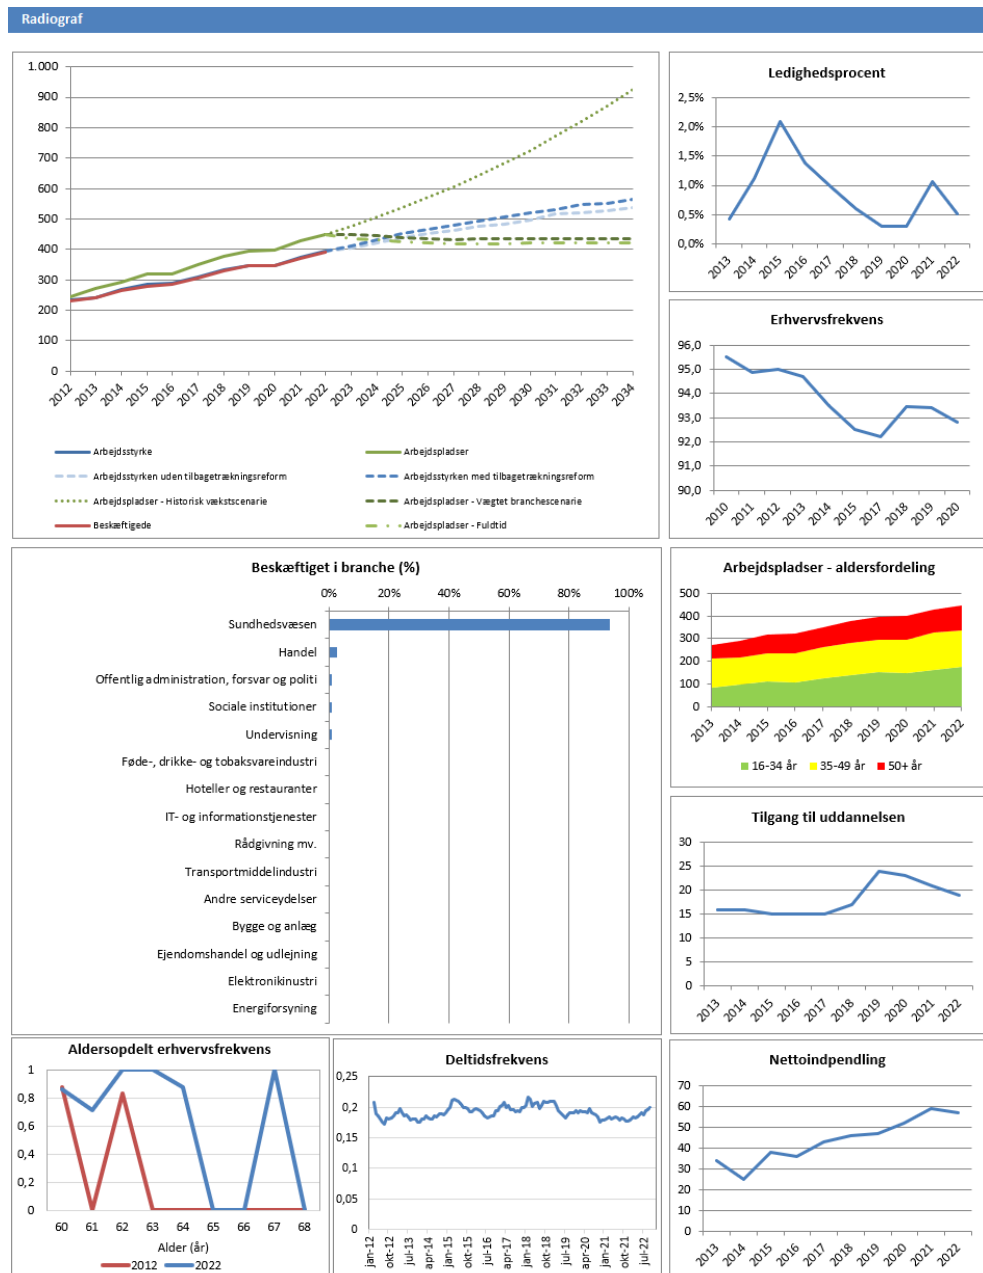 Radiograf
1.000
900
800
700
600
500
400
300
200
100
0
2012 2013 2014 2015 2016 2017 2018 2019 2020 2021 2022 2023 2024 2025 2026 2027 2028 2029 2030 2031 2032 2033 2034
Arbejdsstyrke Arbejdspladser
Arbejdsstyrken uden tilbagetrækningsreform Arbejdsstyrken med tilbagetrækningsreform
Arbejdspladser - Historisk vækstscenarie Arbejdspladser - Vægtet branchescenarie
Beskæftigede Arbejdspladser - Fuldtid
Ledighedsprocent
2,5%
2,0%
1,5%
1,0%
0,5%
0,0%
2013 2014 2015 2016 2017 2018 2019 2020 2021 2022
Erhvervsfrekvens
96,0
95,0
94,0
93,0
92,0
91,0
90,0
2010 2011 2012 2013 2014 2015 2016 2017 2018 2019 2020
Beskæftiget i branche (%)
0% 20% 40% 60% 80% 100%
Sundhedsvæsen
Handel
Offentlig administration, forsvar og politi
Sociale institutioner
Undervisning
Føde-, drikke- og tobaksvareindustri
Hoteller og restauranter
IT- og informationstjenester
Rådgivning mv.
Transportmiddelindustri
Andre serviceydelser
Bygge og anlæg
Ejendomshandel og udlejning
Elektronikinustri
Energiforsyning
Arbejdspladser - aldersfordeling
500
400
300
200
100
0
2013 2014 2015 2016 2017 2018 2019 2020 2021 2022
16-34 år 35-49 år 50+ år
Tilgang til uddannelsen
30
25
20
15
10
5
0
2013 2014 2015 2016 2017 2018 2019 2020 2021 2022
Aldersopdelt erhvervsfrekvens
1
0,8
0,6
0,4
0,2
0
60 61 62 63 64 65 66 67 68
Alder (år)
2012 2022
Deltidsfrekvens
0,25
0,2
0,15
0,1
0,05
0
jan-12 okt-12 jul-13 apr-14 jan-15 okt-15 jul-16 apr-17 jan-18 okt-18 jul-19 apr-20 jan-21 okt-21 jul-22
Nettoindpendling
70
60
50
40
30
20
10
0
2013 2014 2015 2016 2017 2018 2019 2020 2021 2022